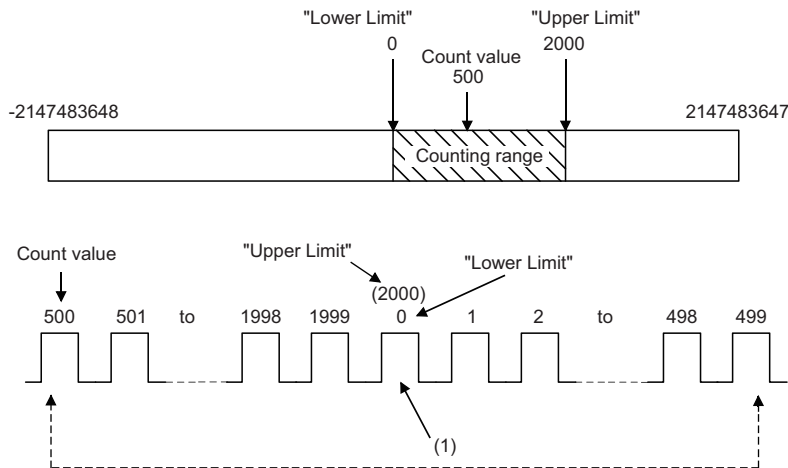 "Lower Limit" "Upper Limit"
0 2000
Count value
500
-2147483648 2147483647
Counting range
Count value "Upper Limit" "Lower Limit"
(2000)
500 501 to 1998 1999 0 1 2 to 498 499
(1)